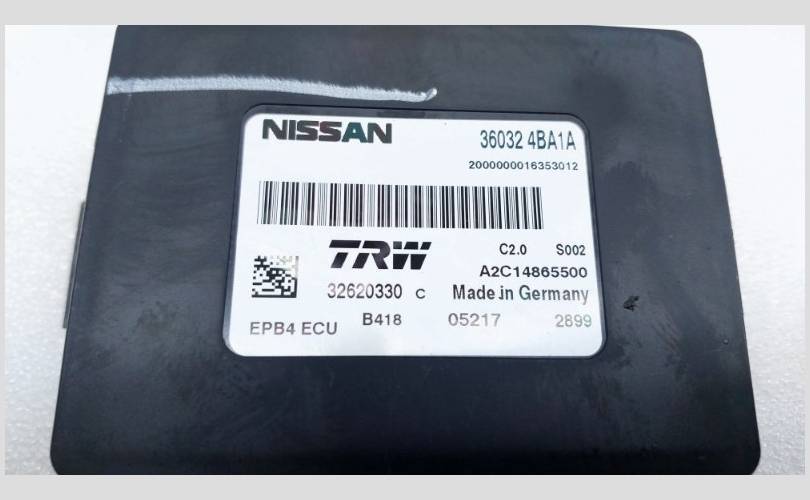 NISSAN 36032 4BA1A
2000000016353012
TRW C2.0 S002
A2C14865500
32620330 C Made in Germany
EPB4 ECU B418 05217 2899